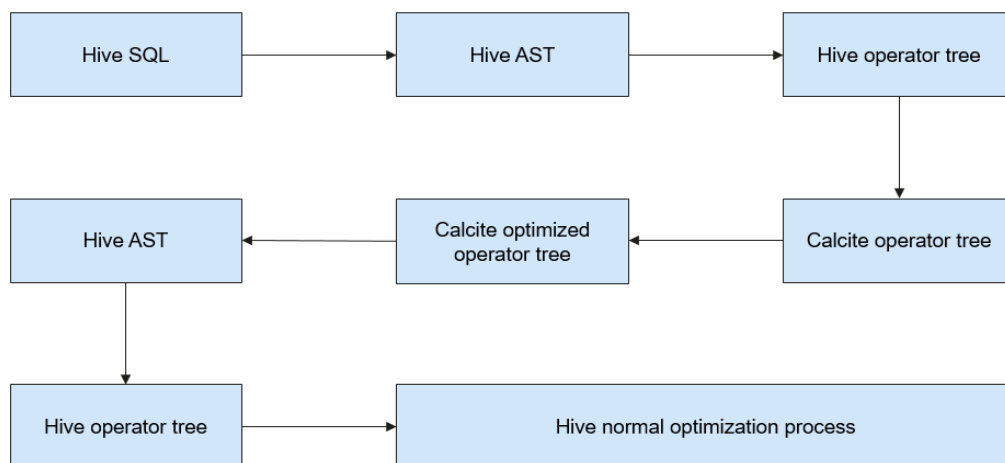 Hive SQL
Hive AST
Hive operator tree
Hive AST
Calcite optimized
operator tree
Calcite operator tree
Hive operator tree
Hive normal optimization process